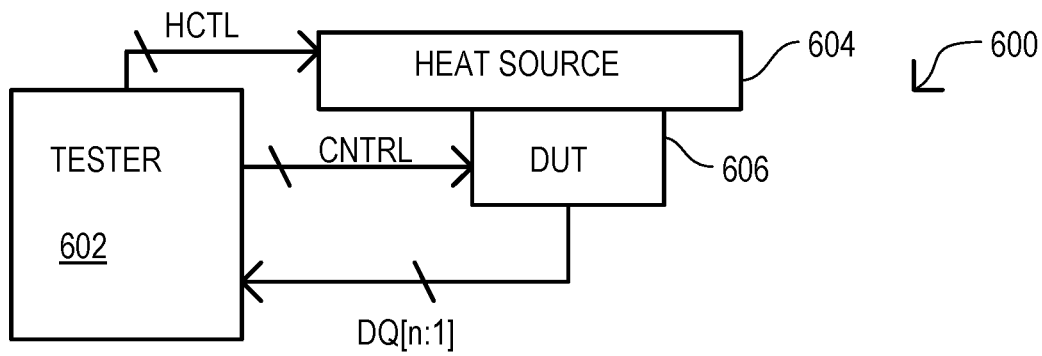 HCTL
HEAT SOURCE
604
600
TESTER
CNTRL
DUT
606
602
DQ[n:1]